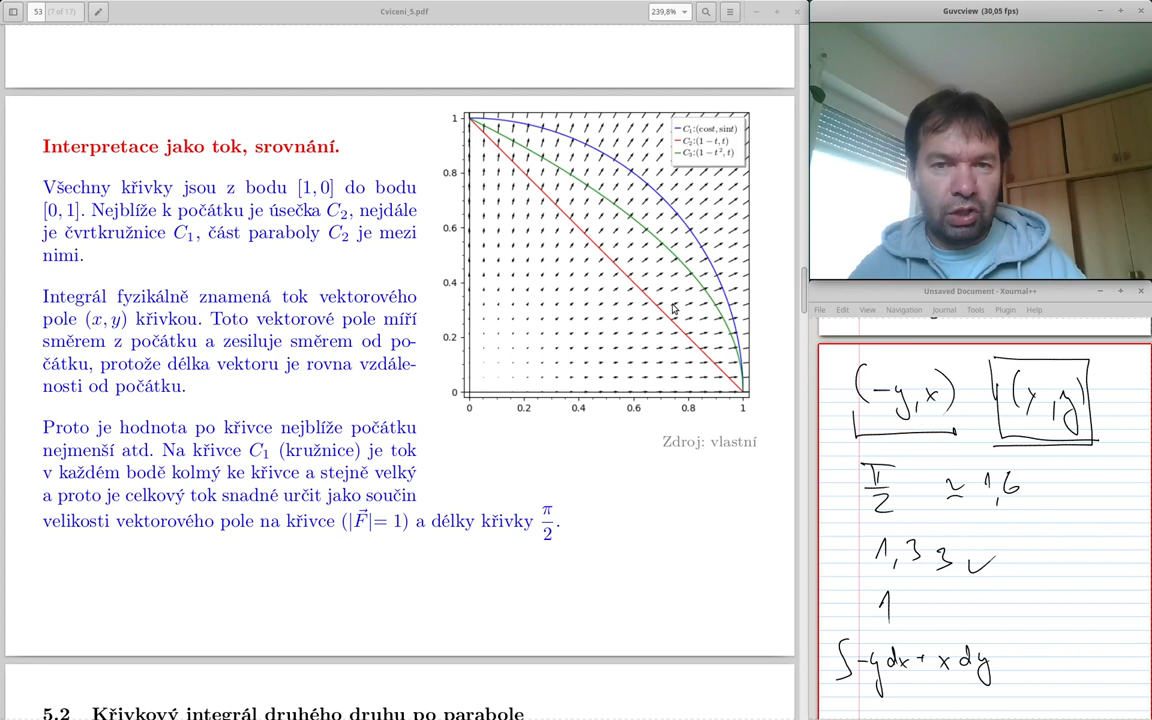 53 (7 of 17)
Cviceni_5.pdf
239,8%
Guvcview (30,05 fps)
Interpretace jako tok, srovnání.
Všechny křivky jsou z bodu [1, 0] do bodu
[0, 1]. Nejblíže k počátku je úsečka C₂, nejdále
je čtvrtkružnice C₁, část paraboly C₂ je mezi
nimi.
Integrál fyzikálně znamená tok vektorového
pole (x, y) křivkou. Toto vektorové pole míří
směrem z počátku a zesiluje směrem od po-
čátku, protože délka vektoru je rovna vzdále-
nosti od počátku.
Proto je hodnota po křivce nejblíže počátku
nejmenší atd. Na křivce C₁ (kružnice) je tok
v každém bodě kolmý ke křivce a stejně velký
a proto je celkový tok snadné určit jako součin
velikosti vektorového pole na křivce (|F⃗| = 1) a délky křivky π/2.
C₁:(cost, sint)
C₂:(1 − t, t)
C₃:(1 − t², t)
1
0.8
0.6
0.4
0.2
0
0 0.2 0.4 0.6 0.8 1
Zdroj: vlastní
5.2 Křivkový integrál druhého druhu po parabole
Unsaved Document - Xournal++
File Edit View Navigation Journal Tools Plugin Help
(−y, x) (x, y)
π/2 ≃ 1,6
1,33 ✓
1
∫ −y dx + x dy